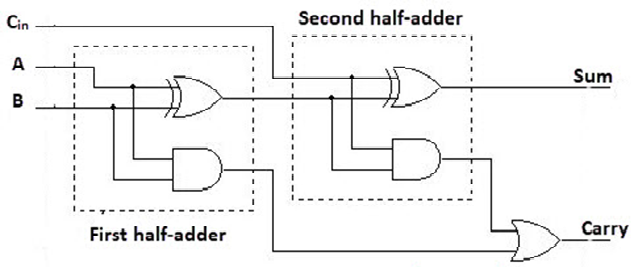 Second half-adder
Cin
A
B
Sum
First half-adder
Carry